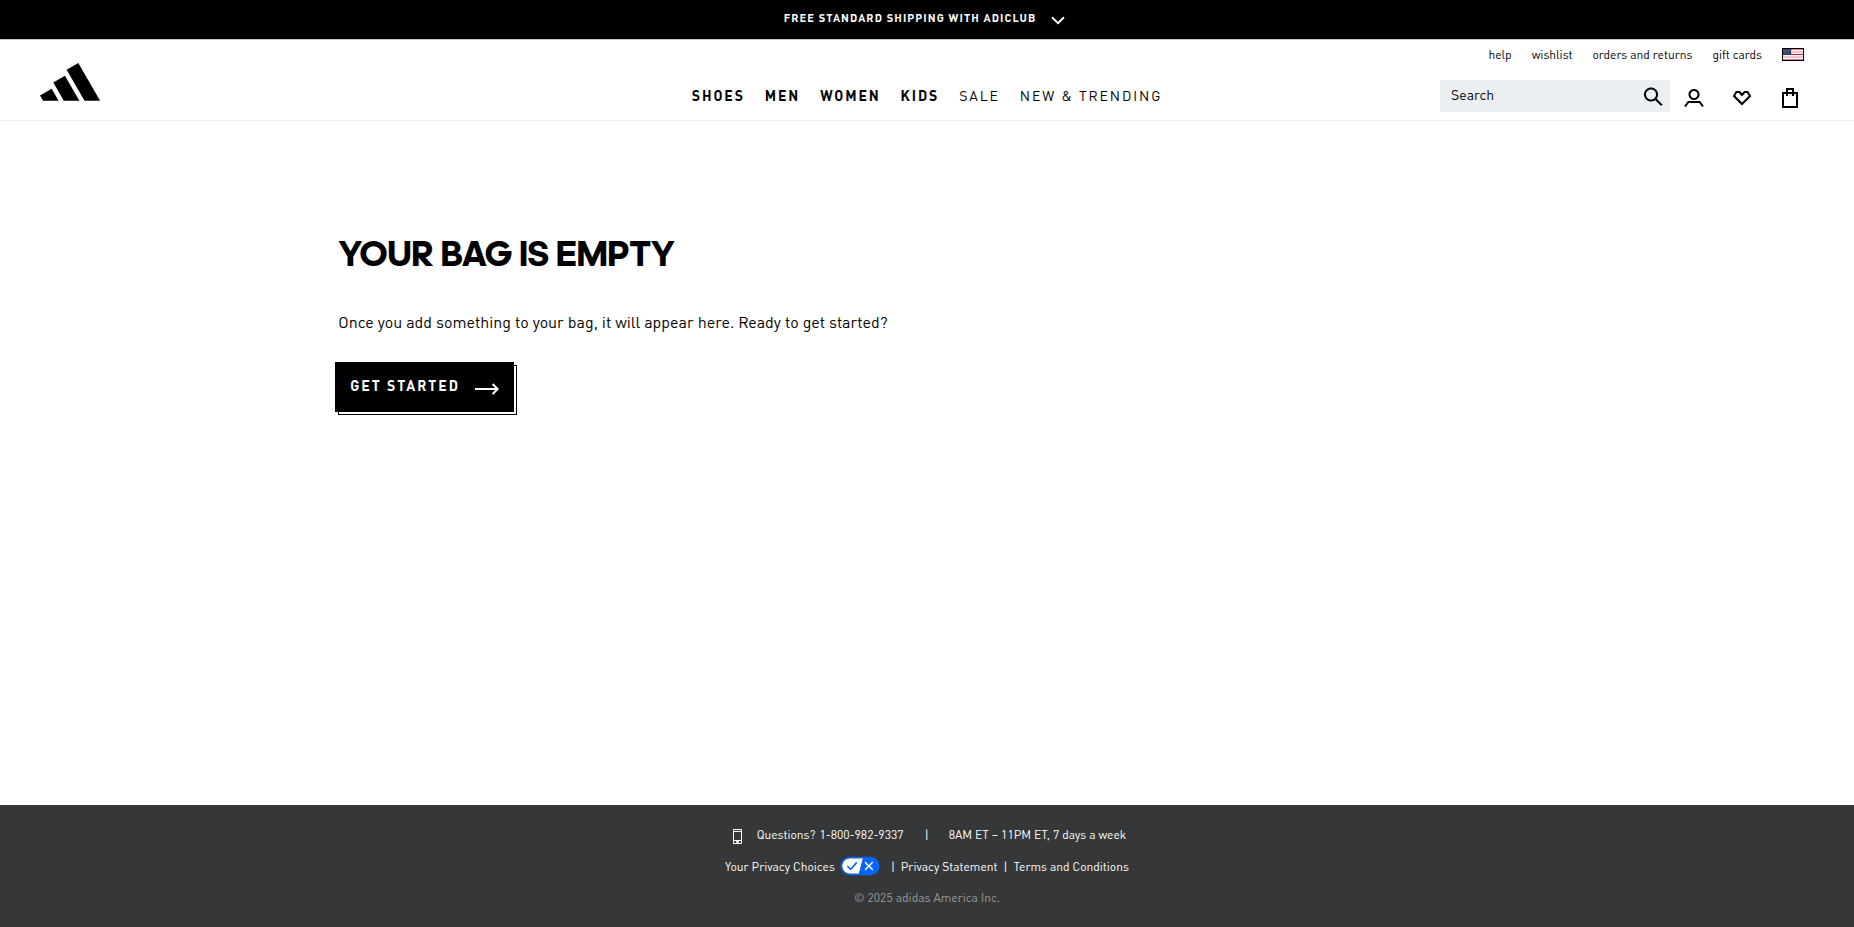 FREE STANDARD SHIPPING WITH ADICLUB
help wishlist orders and returns gift cards
SHOES MEN WOMEN KIDS SALE NEW & TRENDING
Search
YOUR BAG IS EMPTY
Once you add something to your bag, it will appear here. Ready to get started?
GET STARTED
Questions? 1-800-982-9337 | 8AM ET – 11PM ET, 7 days a week
Your Privacy Choices | Privacy Statement | Terms and Conditions
© 2025 adidas America Inc.